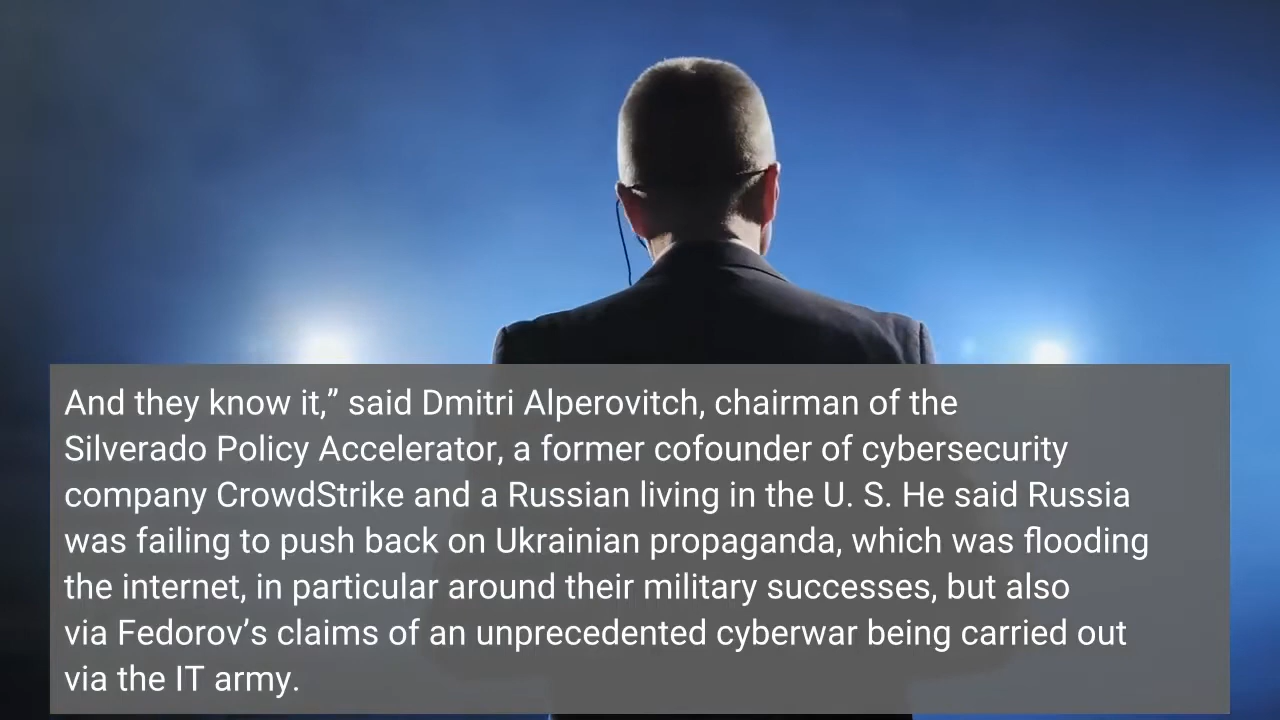 And they know it,” said Dmitri Alperovitch, chairman of the
Silverado Policy Accelerator, a former cofounder of cybersecurity
company CrowdStrike and a Russian living in the U. S. He said Russia
was failing to push back on Ukrainian propaganda, which was flooding
the internet, in particular around their military successes, but also
via Fedorov’s claims of an unprecedented cyberwar being carried out
via the IT army.